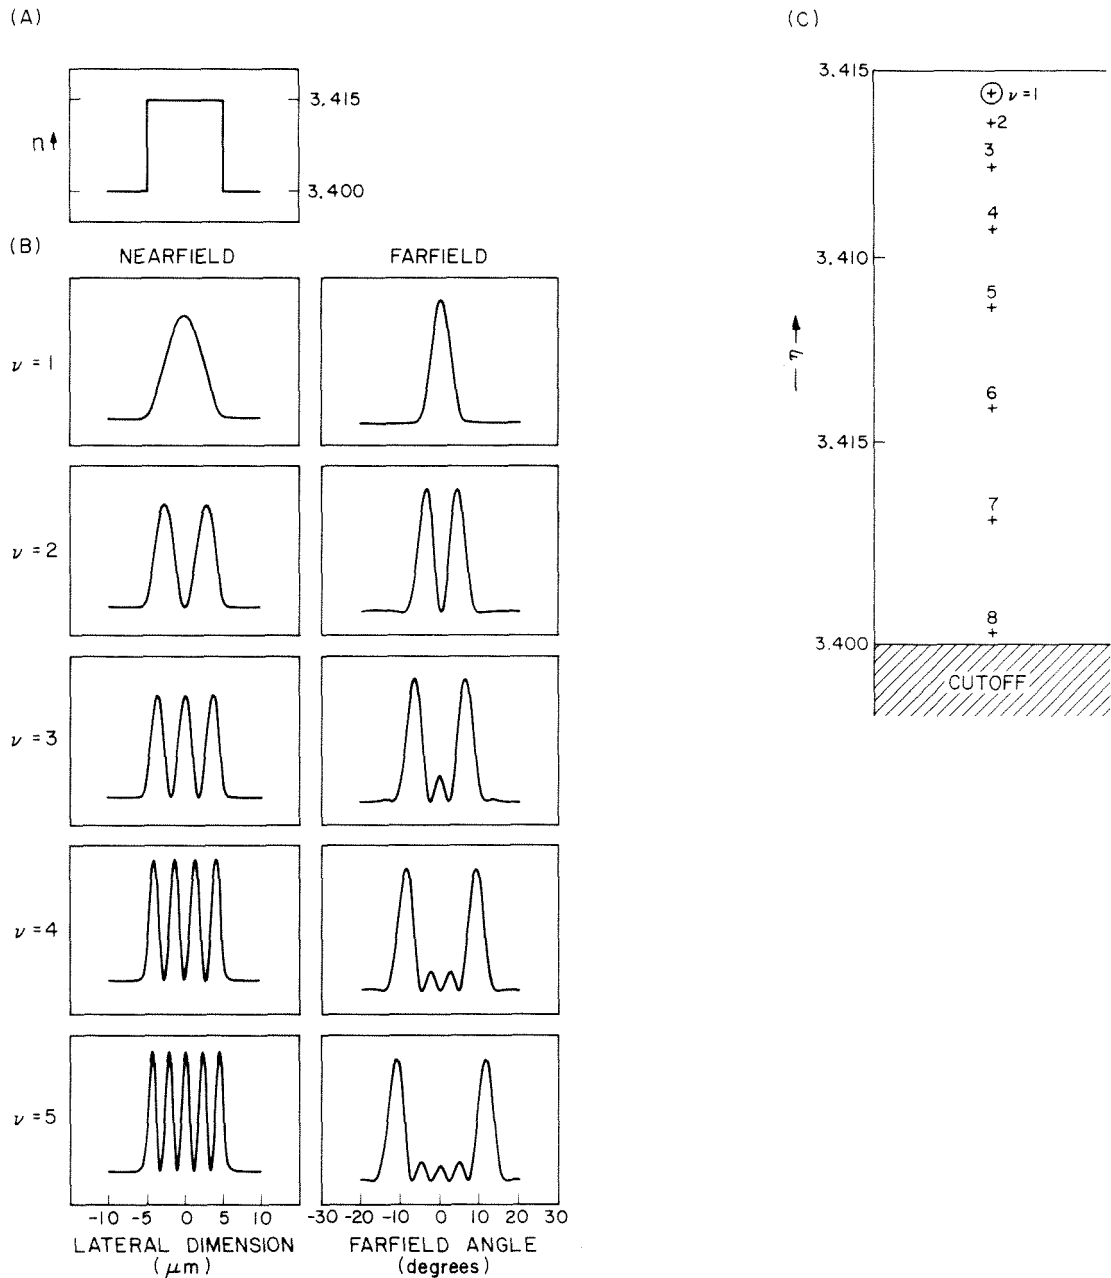 (A)
3.415
n
3.400
(B)
NEARFIELD FARFIELD
ν = 1
ν = 2
ν = 3
ν = 4
ν = 5
-10 -5 0 5 10
LATERAL DIMENSION
(μm)
-30 -20 -10 0 10 20 30
FARFIELD ANGLE
(degrees)
(C)
3.415
ν = 1
2
3
4
3.410
5
η
6
3.415
7
8
3.400
CUTOFF